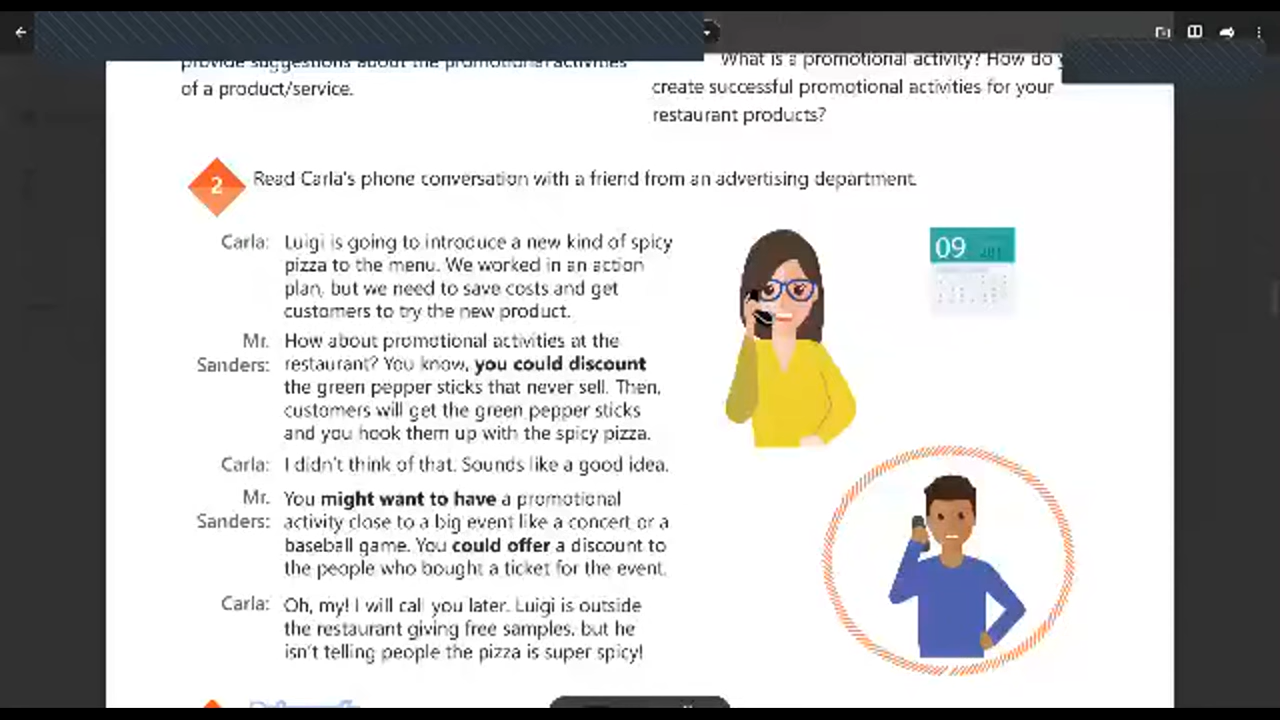 provide suggestions about the promotional activities
of a product/service.
What is a promotional activity? How do
create successful promotional activities for your
restaurant products?
2
Read Carla's phone conversation with a friend from an advertising department.
Carla: Luigi is going to introduce a new kind of spicy
pizza to the menu. We worked in an action
plan, but we need to save costs and get
customers to try the new product.
Mr. How about promotional activities at the
Sanders: restaurant? You know, you could discount
the green pepper sticks that never sell. Then,
customers will get the green pepper sticks
and you hook them up with the spicy pizza.
Carla: I didn't think of that. Sounds like a good idea.
Mr. You might want to have a promotional
Sanders: activity close to a big event like a concert or a
baseball game. You could offer a discount to
the people who bought a ticket for the event.
Carla: Oh, my! I will call you later. Luigi is outside
the restaurant giving free samples, but he
isn't telling people the pizza is super spicy!
09